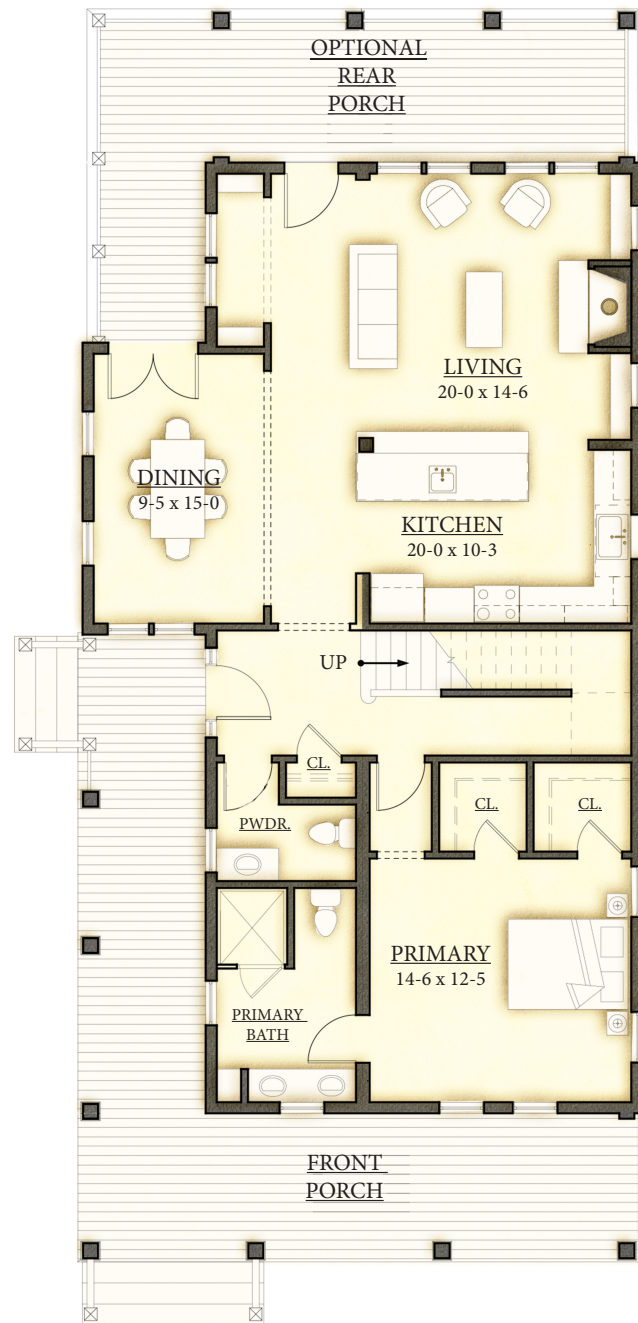 OPTIONAL
REAR
PORCH
LIVING
20-0 x 14-6
DINING
9-5 x 15-0
KITCHEN
20-0 x 10-3
UP
CL.
CL.
CL.
PWDR.
PRIMARY
14-6 x 12-5
PRIMARY
BATH
FRONT
PORCH